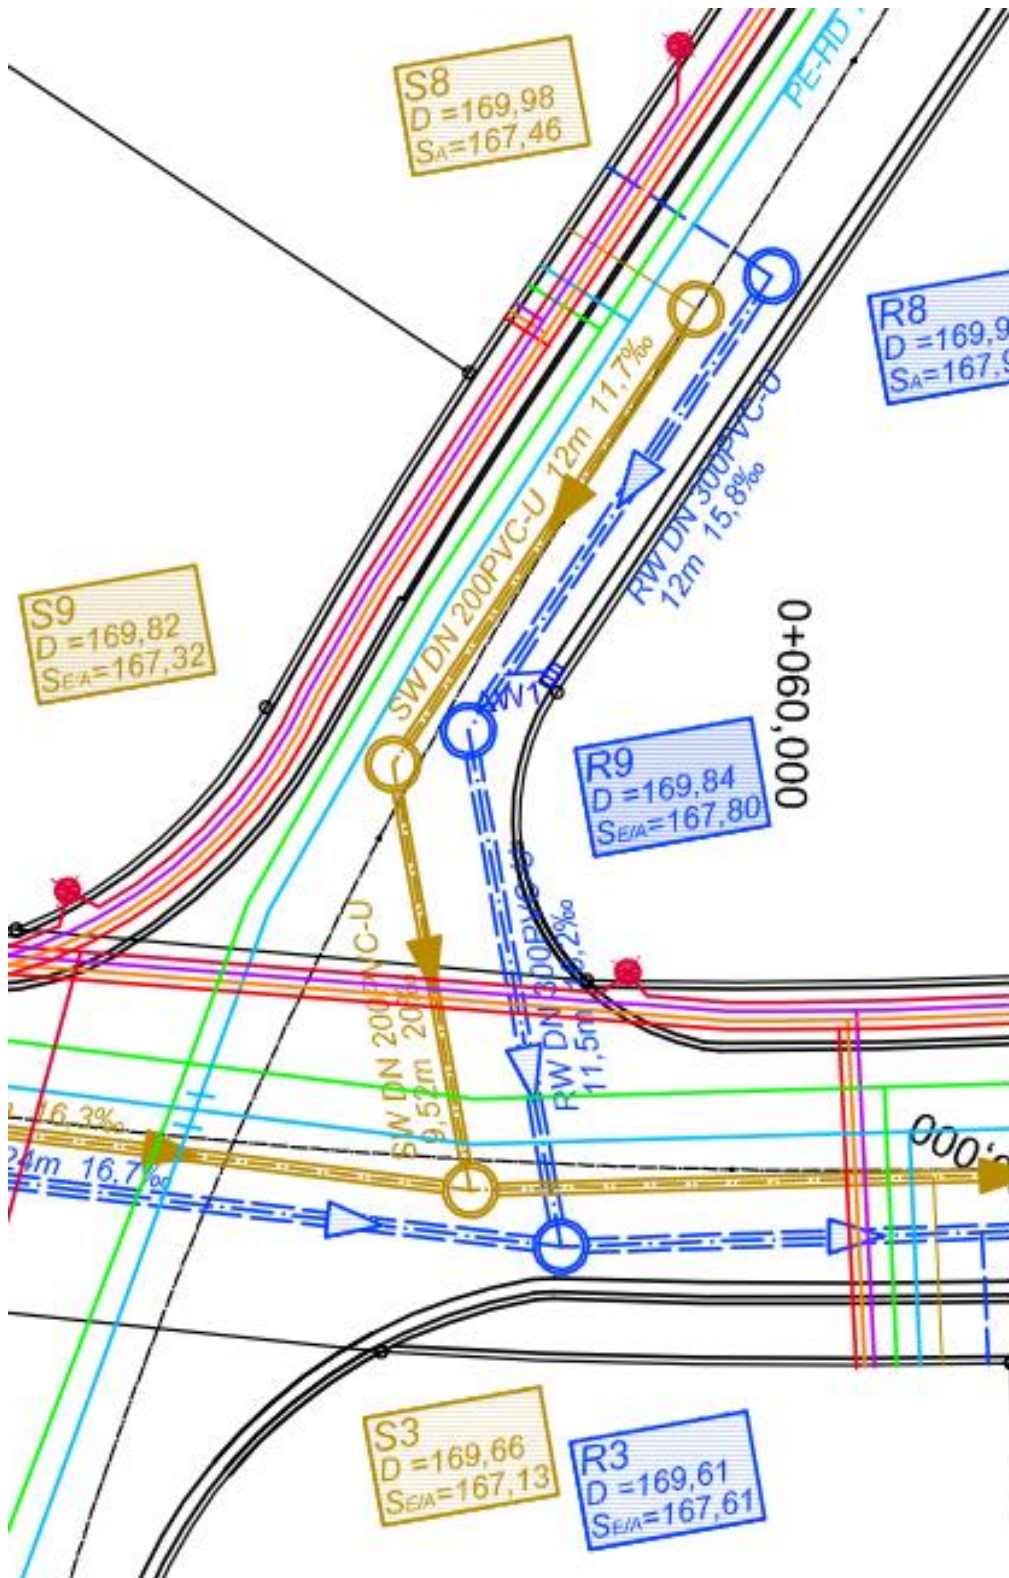 S8
D =169,98
SA=167,46
PE-HD
R8
D =169,9
SA=167,9
SW DN 200PVC-U 12m 11,7‰
RW DN 300PVC-U
12m 15,8‰
S9
D =169,82
SE/A=167,32
0+060,000
R9
D =169,84
SE/A=167,80
SW DN 200PVC-U
9,52m
RW DN 300PVC-U
11,5m
16,3‰
24m 16,7‰
,000
S3
D =169,66
SE/A=167,13
R3
D =169,61
SE/A=167,61